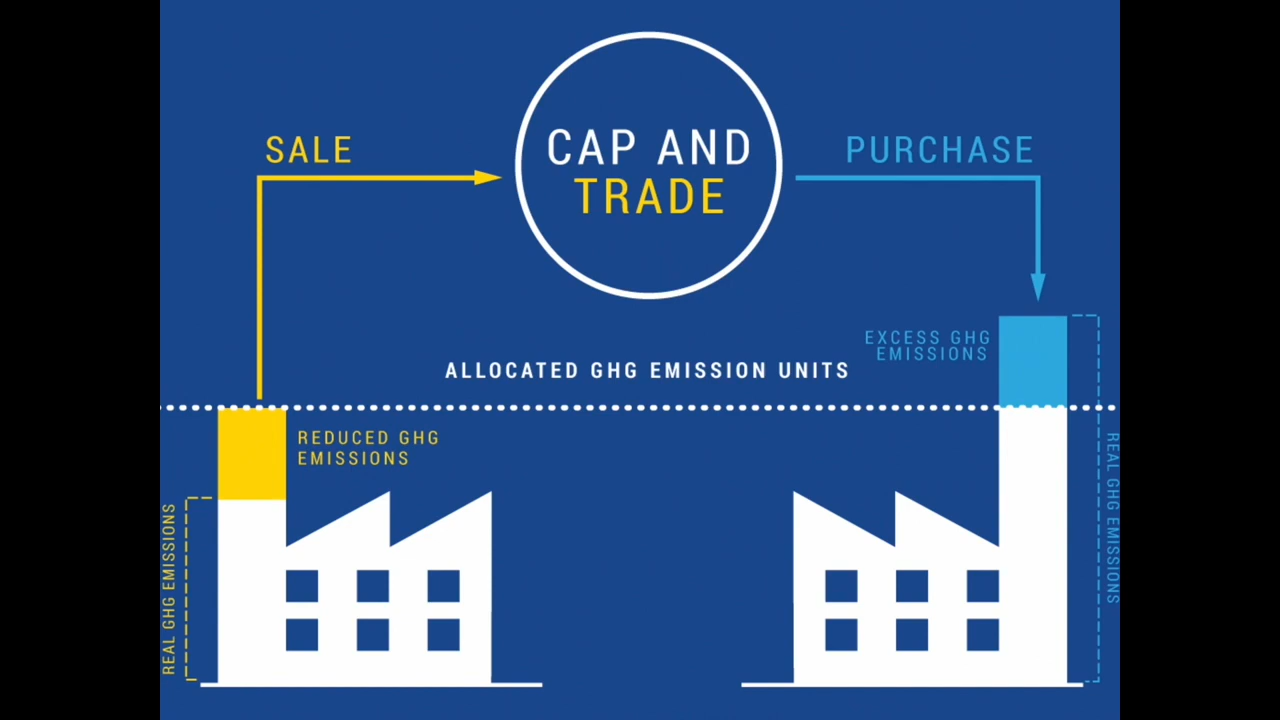 CAP AND
TRADE
SALE
PURCHASE
EXCESS GHG
EMISSIONS
ALLOCATED GHG EMISSION UNITS
REDUCED GHG
EMISSIONS
REAL GHG EMISSIONS
REAL GHG EMISSIONS